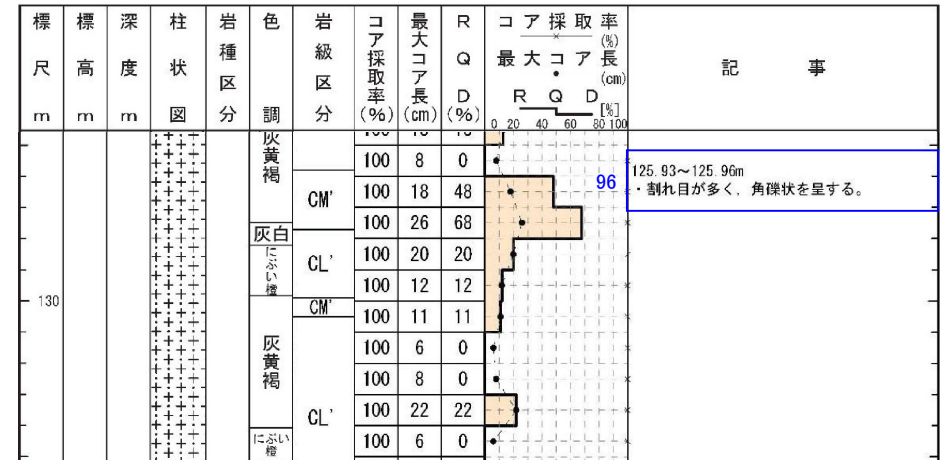 標尺m 標高m 深度m 柱状図 岩種区分 色調 岩級区分 コア採取率(%) 最大コア長(cm) RQD(%) コア採取率(%) 最大コア長(cm) RQD[%] 記事
0 20 40 60 80 100
灰黄褐
100 8 0
125.93～125.96m
96
・割れ目が多く、角礫状を呈する。
CM' 100 18 48
100 26 68
灰白
にぶい橙 CL' 100 20 20
100 12 12
130
CM' 100 11 11
灰黄褐 100 6 0
100 8 0
CL' 100 22 22
にぶい橙 100 6 0